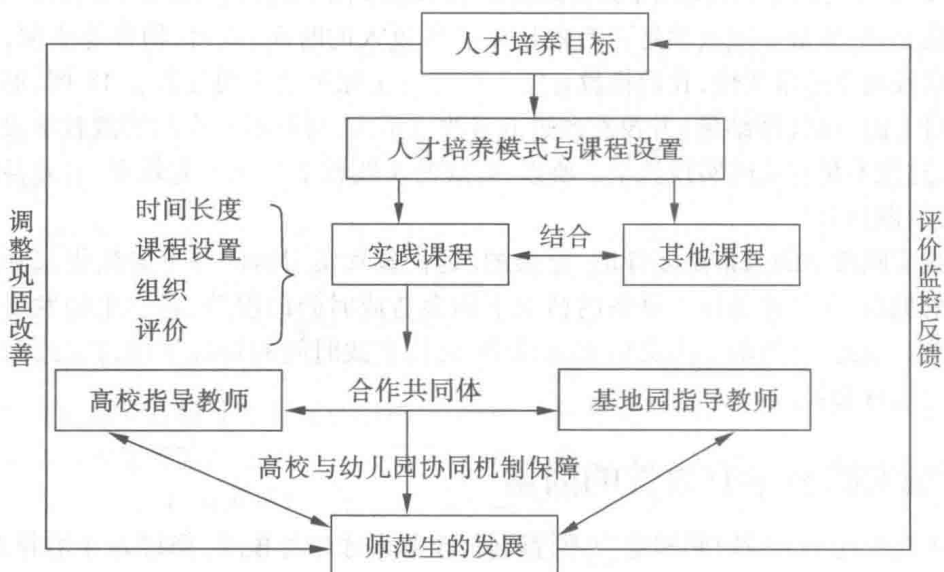 人才培养目标
人才培养模式与课程设置
时间长度
课程设置
组织
评价
实践课程
结合
其他课程
调整巩固改善
评价监控反馈
合作共同体
高校指导教师
基地园指导教师
高校与幼儿园协同机制保障
师范生的发展